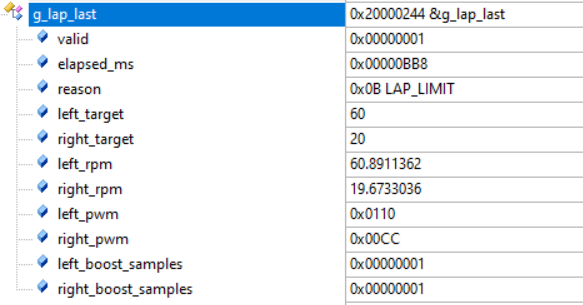 g_lap_last 0x20000244 &g_lap_last
valid 0x00000001
elapsed_ms 0x00000BB8
reason 0x0B LAP_LIMIT
left_target 60
right_target 20
left_rpm 60.8911362
right_rpm 19.6733036
left_pwm 0x0110
right_pwm 0x00CC
left_boost_samples 0x00000001
right_boost_samples 0x00000001